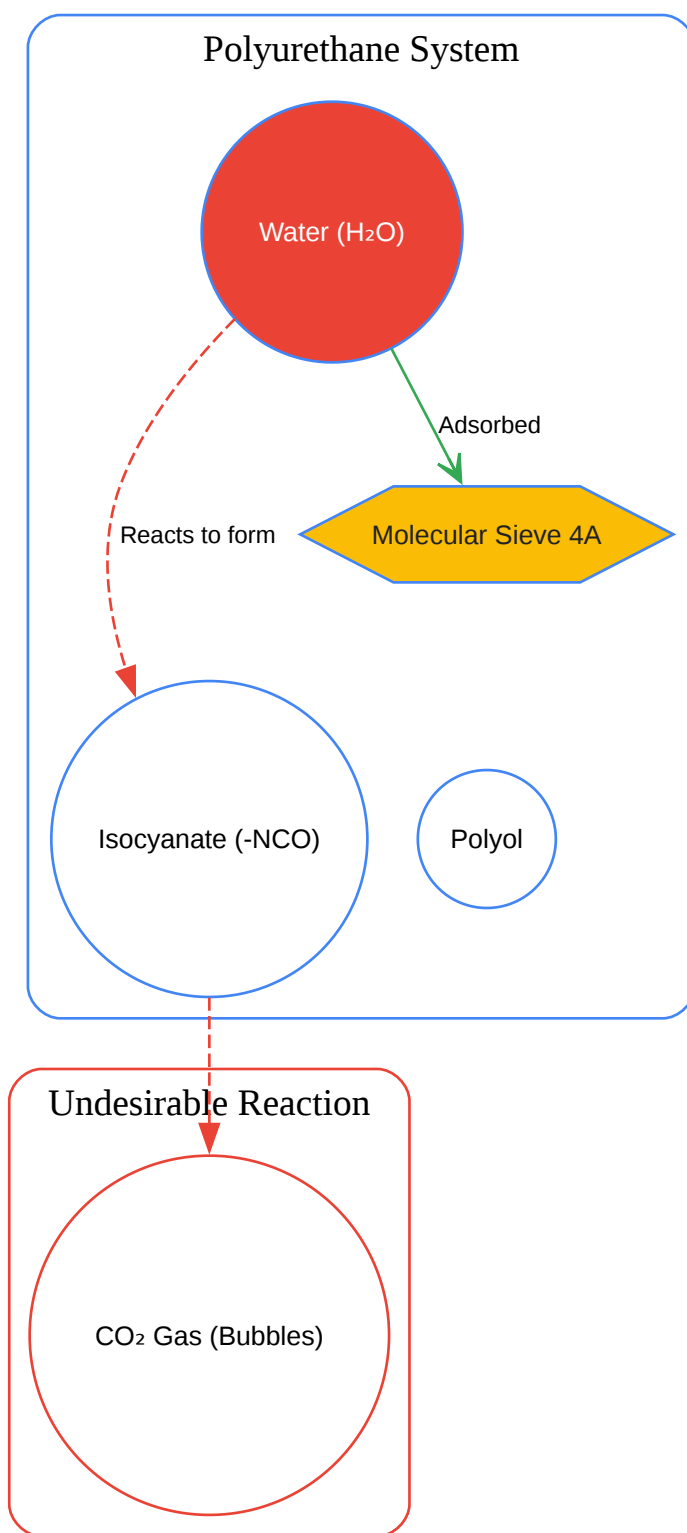 Polyurethane System
Water (H₂O)
Adsorbed
Molecular Sieve 4A
Reacts to form
Isocyanate (-NCO)
Polyol
Undesirable Reaction
CO₂ Gas (Bubbles)